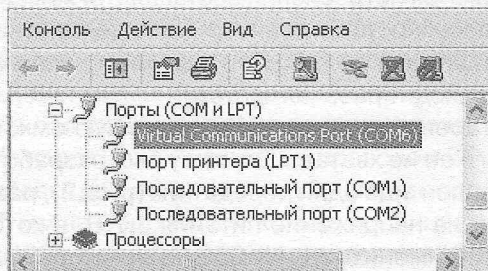 Консоль Действие Вид Справка
Порты (COM и LPT)
Virtual Communications Port (COM6)
Порт принтера (LPT1)
Последовательный порт (COM1)
Последовательный порт (COM2)
Процессоры